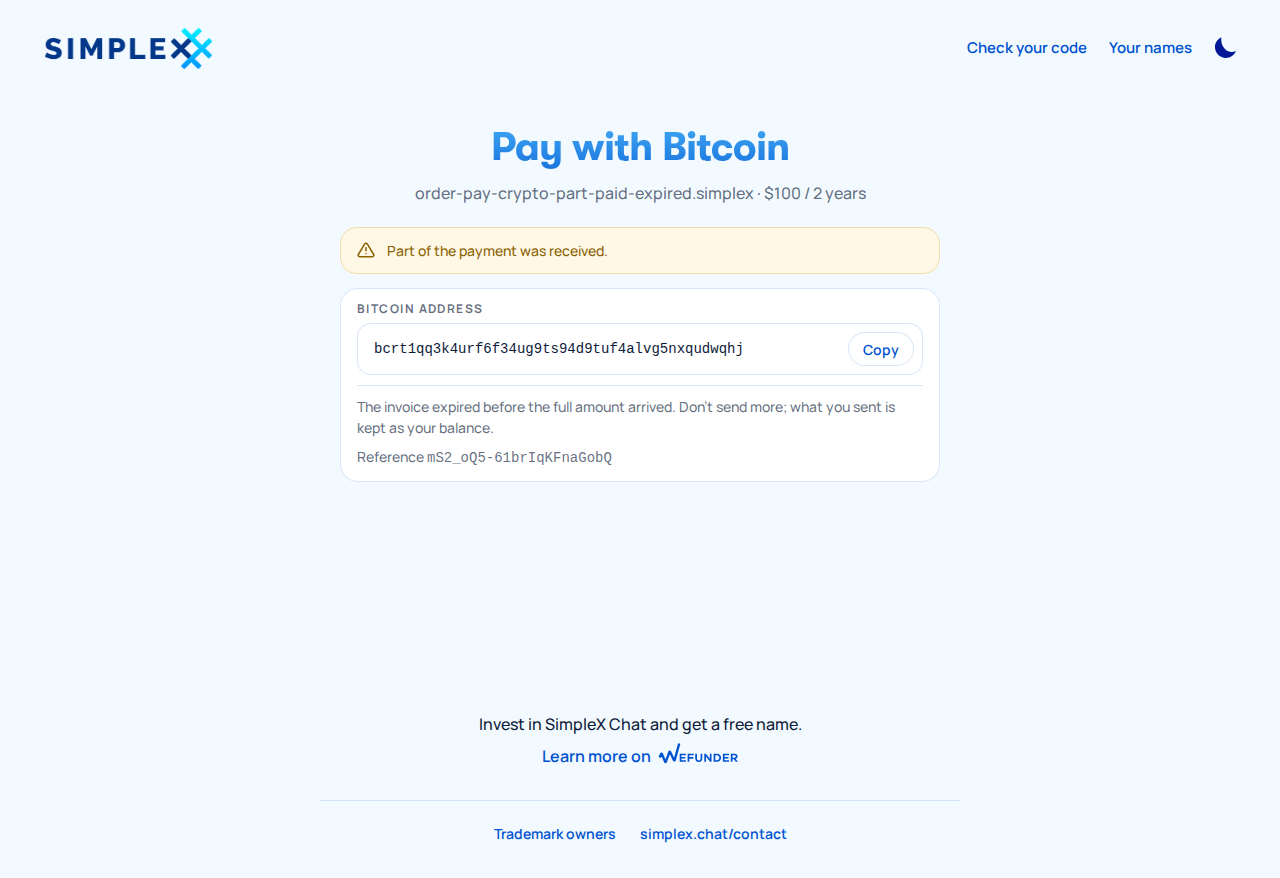 SIMPLEX
Check your code
Your names
Pay with Bitcoin
order-pay-crypto-part-paid-expired.simplex · $100 / 2 years
Part of the payment was received.
BITCOIN ADDRESS
bcrt1qq3k4urf6f34ug9ts94d9tuf4alvg5nxqudwqhj
Copy
The invoice expired before the full amount arrived. Don't send more; what you sent is
kept as your balance.
Reference mS2_oQ5-61brIqKFnaGobQ
Invest in SimpleX Chat and get a free name.
Learn more on WEFUNDER
Trademark owners
simplex.chat/contact